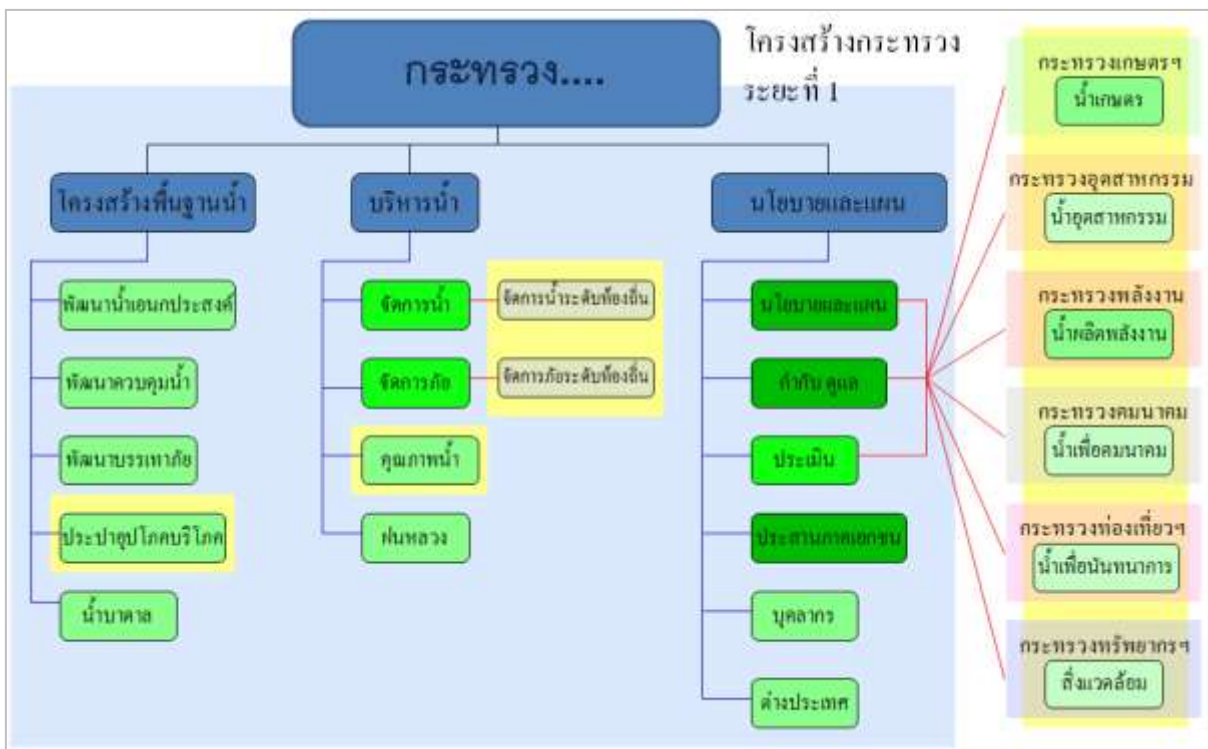 กระทรวง....
โครงสร้างกระทรวง
ระยะที่ 1
โครงสร้างพื้นฐานน้ำ
พัฒนาน้ำเอนกประสงค์
พัฒนาควบคุมน้ำ
พัฒนาบรรเทาภัย
ประปาอุปโภคบริโภค
น้ำบาดาล
บริหารน้ำ
จัดการน้ำ
จัดการน้ำระดับท้องถิ่น
จัดการภัย
จัดการภัยระดับท้องถิ่น
คุณภาพน้ำ
ฝนหลวง
นโยบายและแผน
นโยบายและแผน
กำกับ ดูแล
ประเมิน
ประสานภาคเอกชน
บุคลากร
ต่างประเทศ
กระทรวงเกษตรฯ
น้ำเกษตร
กระทรวงอุตสาหกรรม
น้ำอุตสาหกรรม
กระทรวงพลังงาน
น้ำผลิตพลังงาน
กระทรวงคมนาคม
น้ำเพื่อคมนาคม
กระทรวงท่องเที่ยวฯ
น้ำเพื่อนันทนาการ
กระทรวงทรัพยากรฯ
สิ่งแวดล้อม